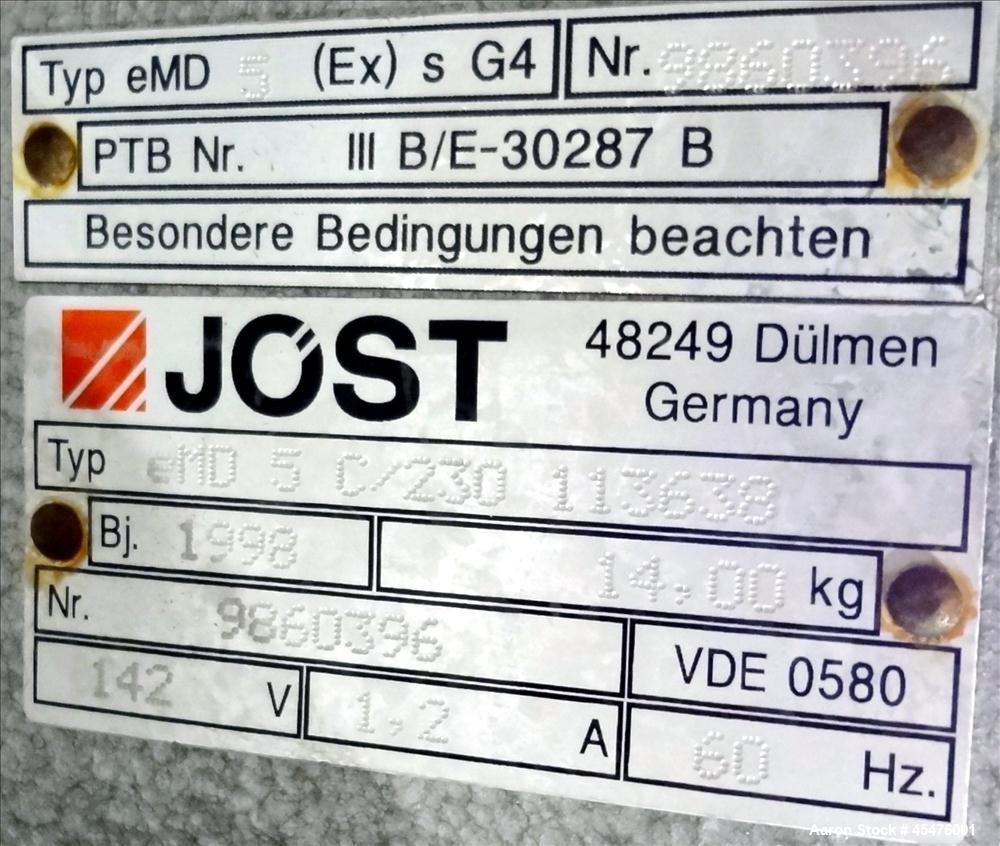 Typ eMD 5 (Ex) s G4 Nr. 9860396
PTB Nr. III B/E-30287 B
Besondere Bedingungen beachten
JÖST 48249 Dülmen
Germany
Typ eMD 5 C/230 113638
Bj. 1998 14,00 kg
Nr. 9860396 VDE 0580
142 V 1,2 A 60 Hz.
Aaron Stock # 45476001